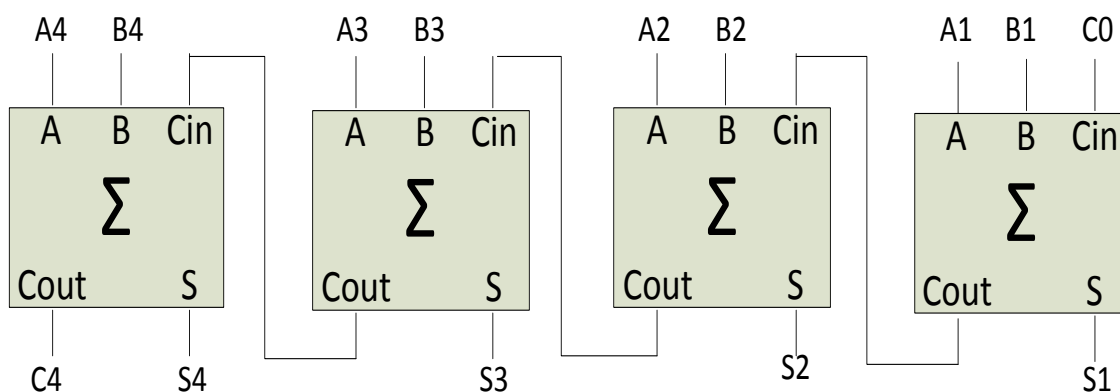 A4 B4 A3 B3 A2 B2 A1 B1 C0
A B Cin A B Cin A B Cin A B Cin
Σ Σ Σ Σ
Cout S Cout S Cout S Cout S
C4 S4 S3 S2 S1